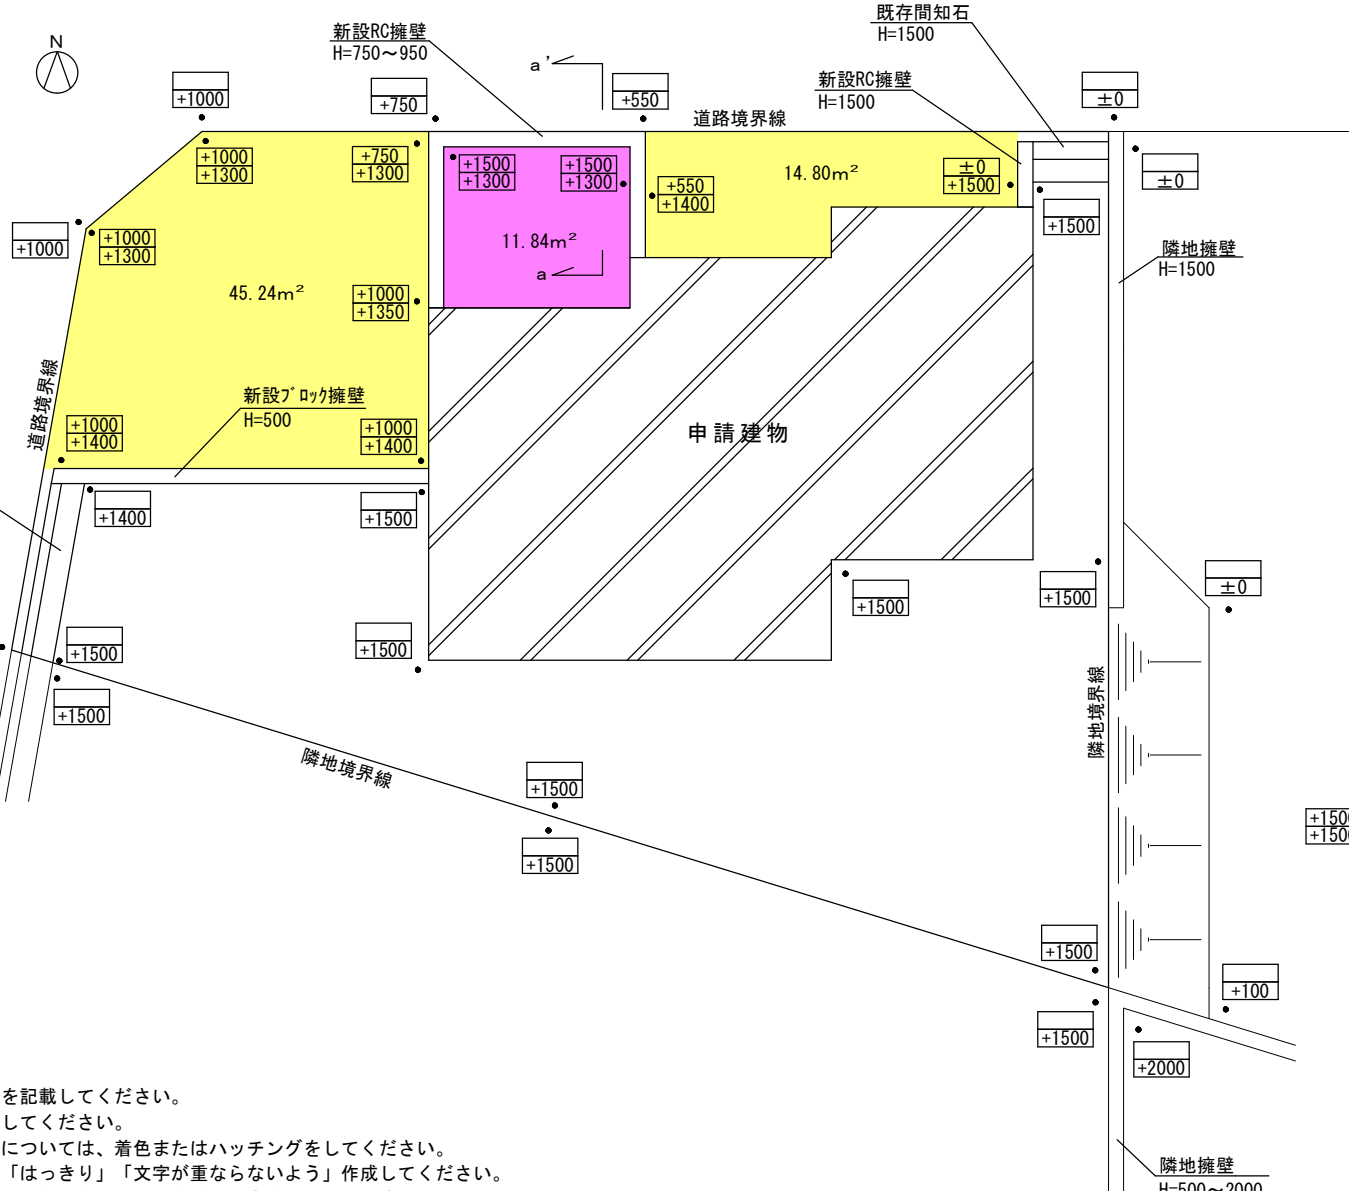 N
新設RC擁壁
H=750～950
a'
既存間知石
H=1500
新設RC擁壁
H=1500
+1000
+750
+550
道路境界線
±0
+1000
+1300
+750
+1300
+1500
+1300
+1500
+1300
14.80m²
±0
+1500
±0
+550
+1400
+1500
+1000
+1000
+1300
11.84m²
a
隣地擁壁
H=1500
45.24m²
+1000
+1350
道路境界線
新設ﾌﾞﾛｯｸ擁壁
H=500
+1000
+1400
+1000
+1400
申請建物
+1400
+1500
+1500
+1500
±0
+1500
+1500
+1500
隣地境界線
隣地境界線
+1500
+1500
+1500
+1500
+1500
+100
+1500
+2000
を記載してください。
してください。
については、着色またはハッチングをしてください。
「はっきり」「文字が重ならないよう」作成してください。
隣地擁壁
H=500～2000